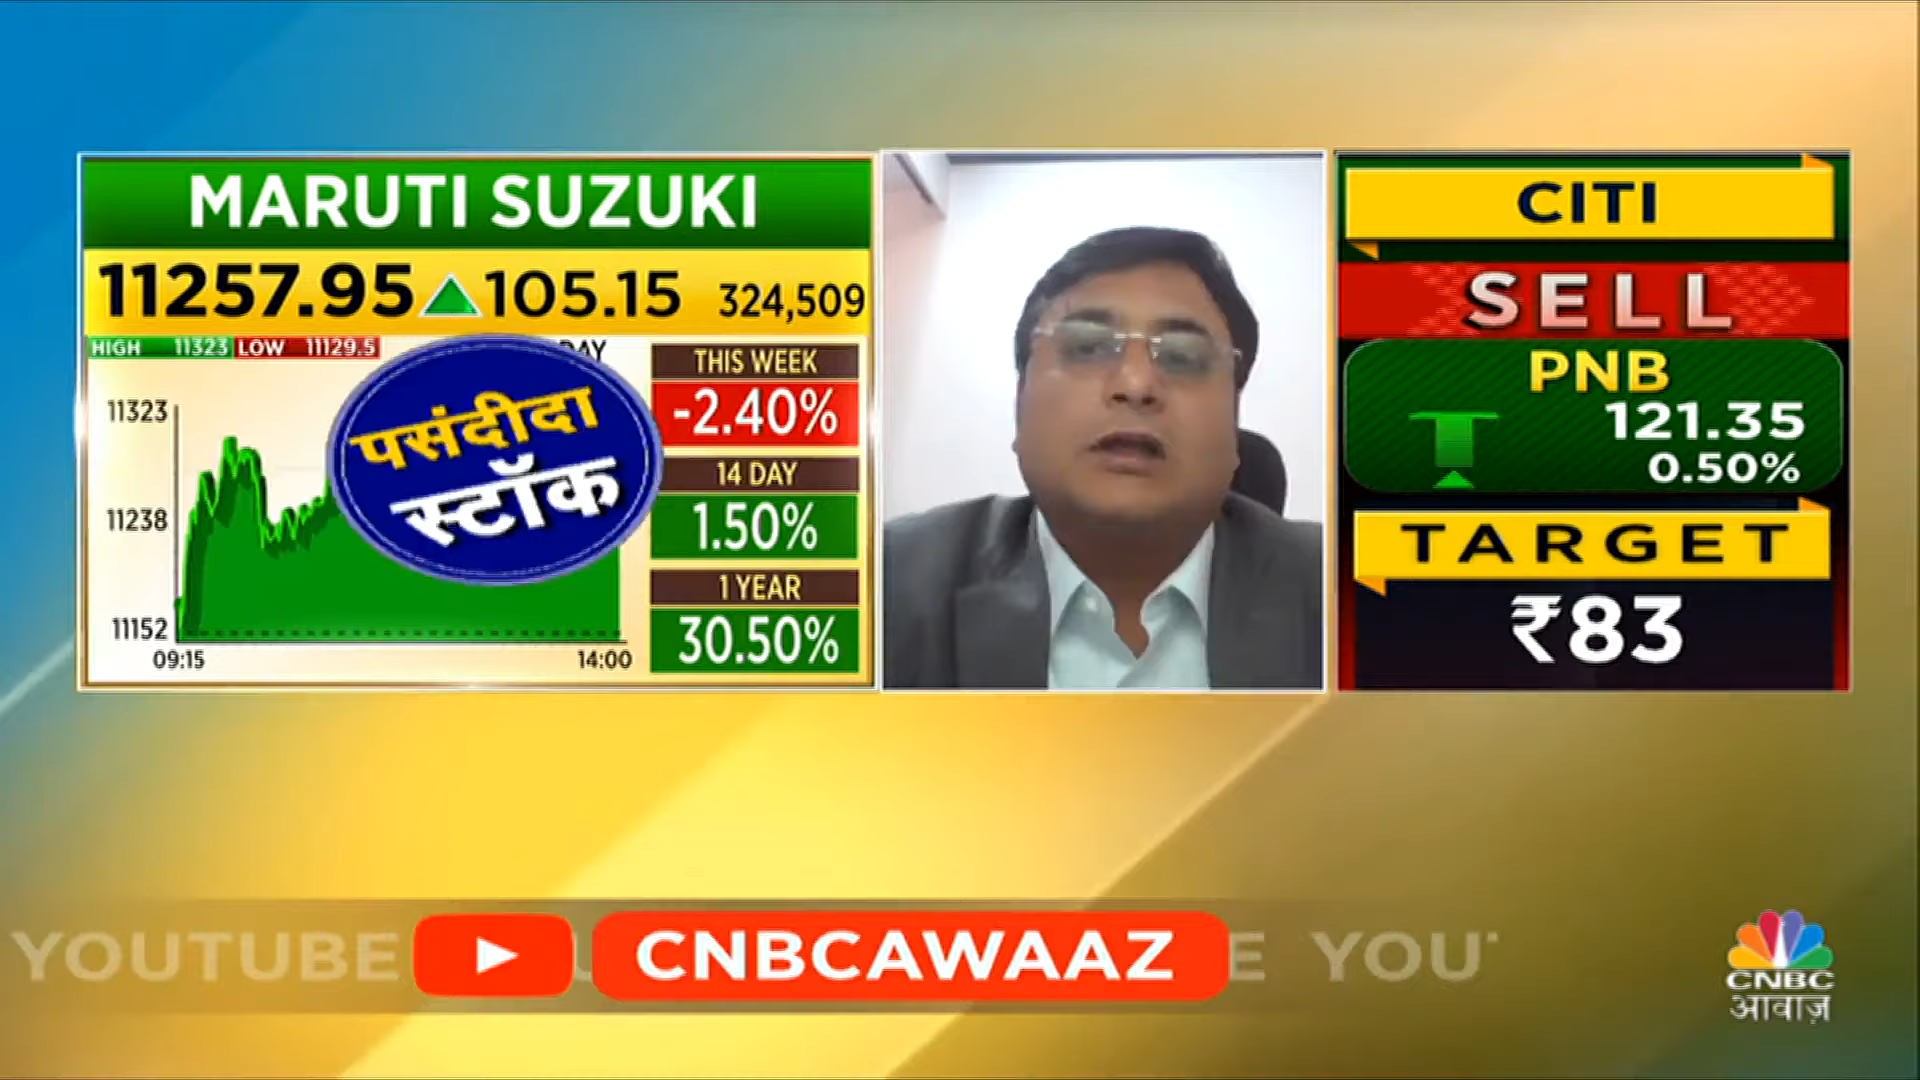 MARUTI SUZUKI
11257.95 105.15 324,509
HIGH 11323 LOW 11129.5
THIS WEEK
-2.40%
14 DAY
1.50%
1 YEAR
30.50%
11323
11238
11152
09:15 14:00
पसंदीदा
स्टॉक
CITI
SELL
PNB
121.35
0.50%
TARGET
₹83
YOUTUBE CNBCAWAAZ
CNBC
आवाज़